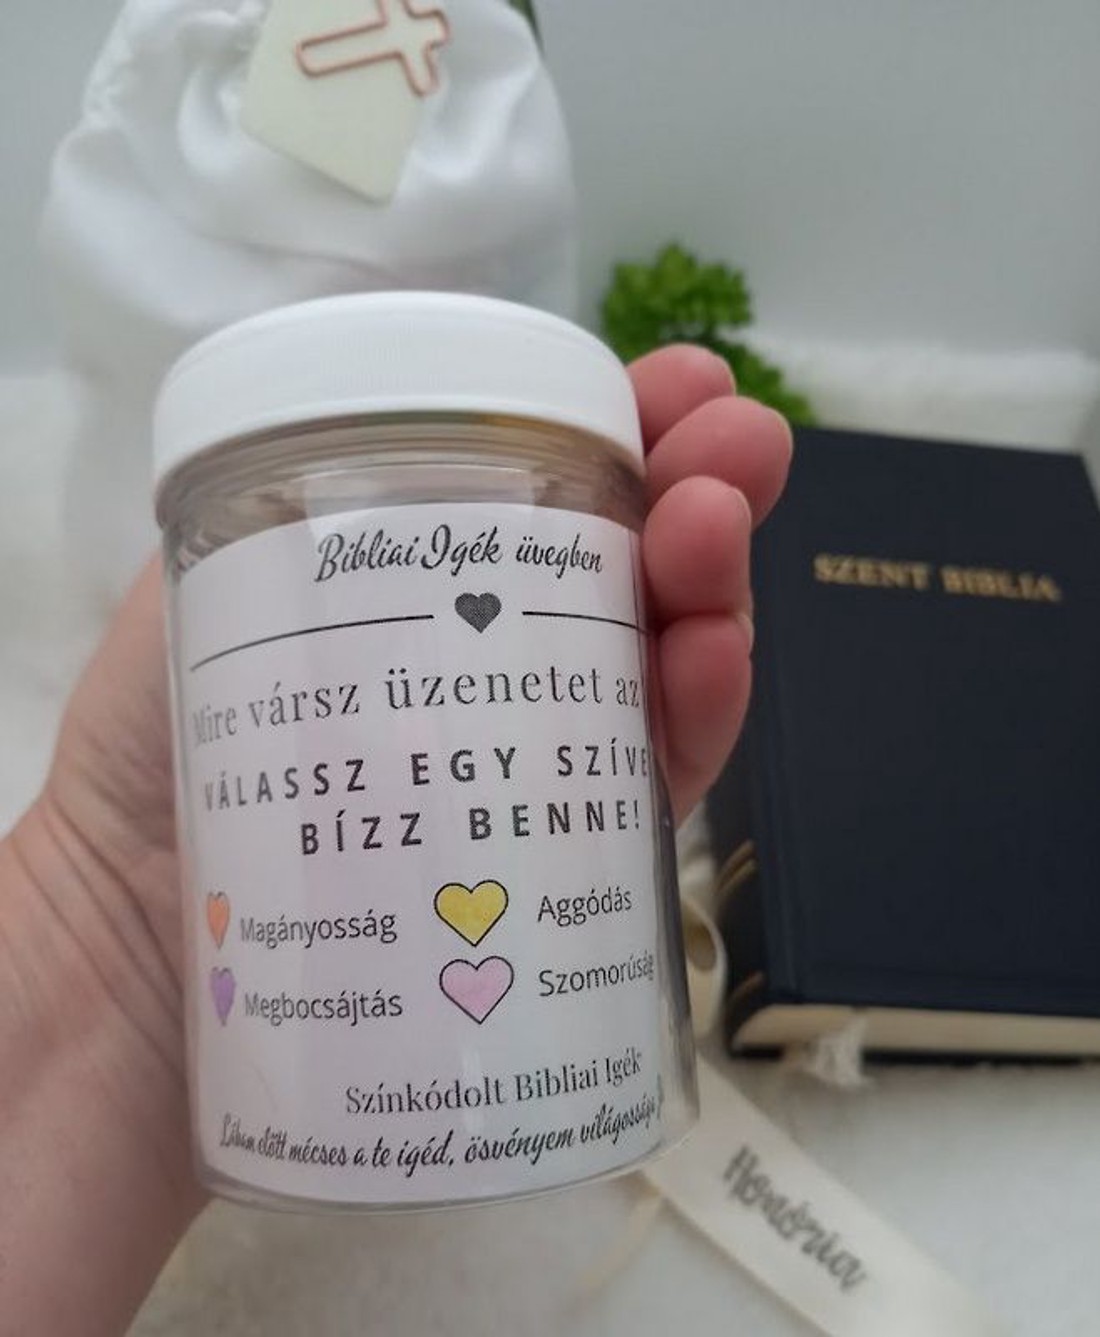 Bibliai Igék üvegben
Mire vársz üzenetet az
VÁLASSZ EGY SZÍVE
BÍZZ BENNE!
Magányosság
Aggódás
Megbocsájtás
Szomorúság
Színkódolt Bibliai Igék
Lábam előtt mécses a te igéd, ösvényem világossága
SZENT BIBLIA